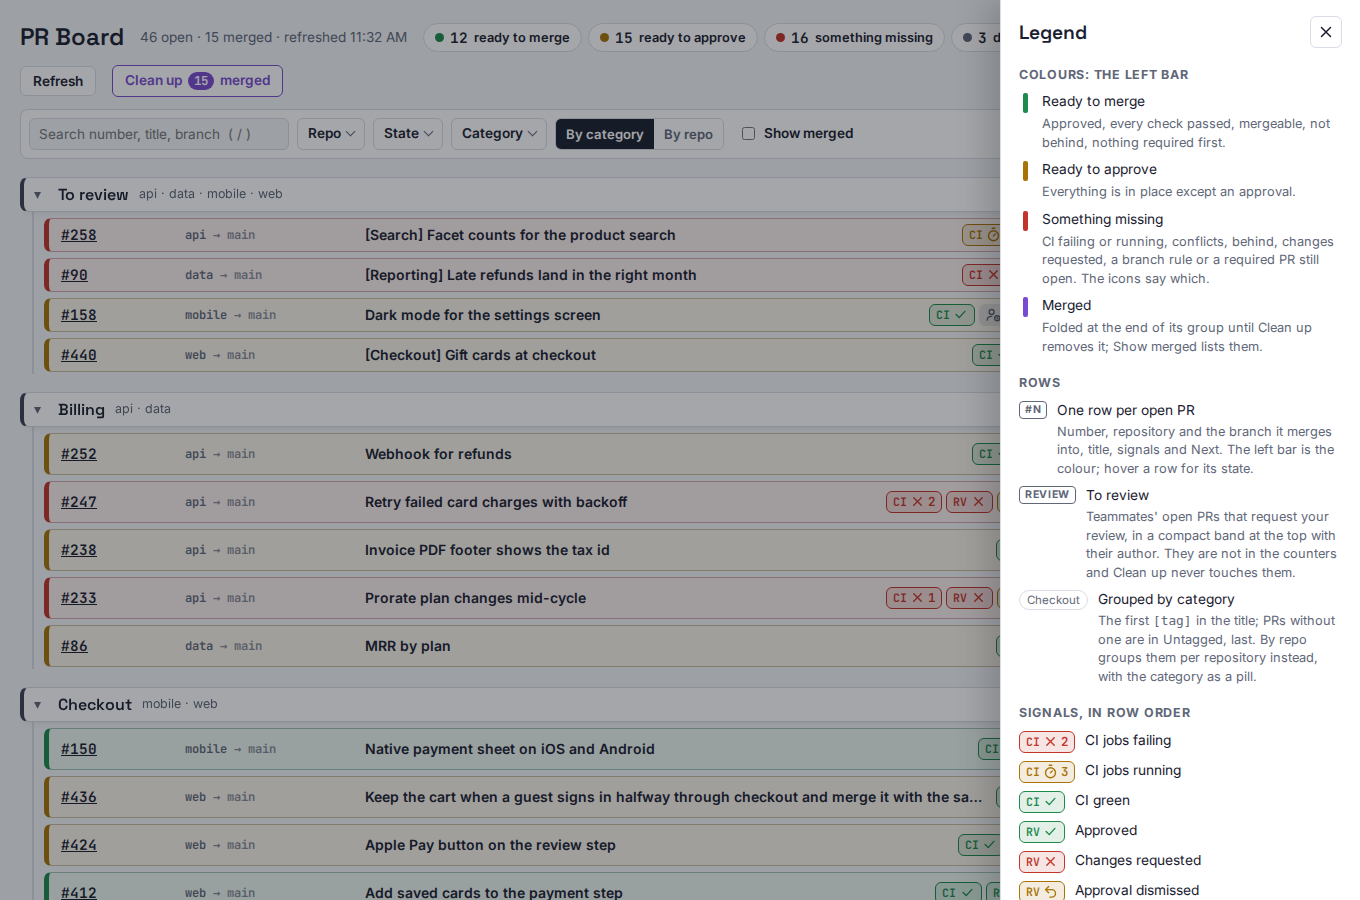 PR Board 46 open · 15 merged · refreshed 11:32 AM 12 ready to merge 15 ready to approve 16 something missing 3
Refresh Clean up 15 merged
Search number, title, branch ( / ) Repo State Category By category By repo Show merged
To review api · data · mobile · web
#258 api → main [Search] Facet counts for the product search CI
#90 data → main [Reporting] Late refunds land in the right month CI
#158 mobile → main Dark mode for the settings screen CI
#440 web → main [Checkout] Gift cards at checkout CI
Billing api · data
#252 api → main Webhook for refunds CI
#247 api → main Retry failed card charges with backoff CI 2 RV
#238 api → main Invoice PDF footer shows the tax id
#233 api → main Prorate plan changes mid-cycle CI 1 RV
#86 data → main MRR by plan
Checkout mobile · web
#150 mobile → main Native payment sheet on iOS and Android CI
#436 web → main Keep the cart when a guest signs in halfway through checkout and merge it with the sa...
#424 web → main Apple Pay button on the review step CI
#412 web → main Add saved cards to the payment step CI
Legend
COLOURS: THE LEFT BAR
Ready to merge
Approved, every check passed, mergeable, not
behind, nothing required first.
Ready to approve
Everything is in place except an approval.
Something missing
CI failing or running, conflicts, behind, changes
requested, a branch rule or a required PR still
open. The icons say which.
Merged
Folded at the end of its group until Clean up
removes it; Show merged lists them.
ROWS
#N One row per open PR
Number, repository and the branch it merges
into, title, signals and Next. The left bar is the
colour; hover a row for its state.
REVIEW To review
Teammates' open PRs that request your
review, in a compact band at the top with
their author. They are not in the counters
and Clean up never touches them.
Checkout Grouped by category
The first [tag] in the title; PRs without
one are in Untagged, last. By repo
groups them per repository instead,
with the category as a pill.
SIGNALS, IN ROW ORDER
CI 2 CI jobs failing
CI 3 CI jobs running
CI CI green
RV Approved
RV Changes requested
RV Approval dismissed